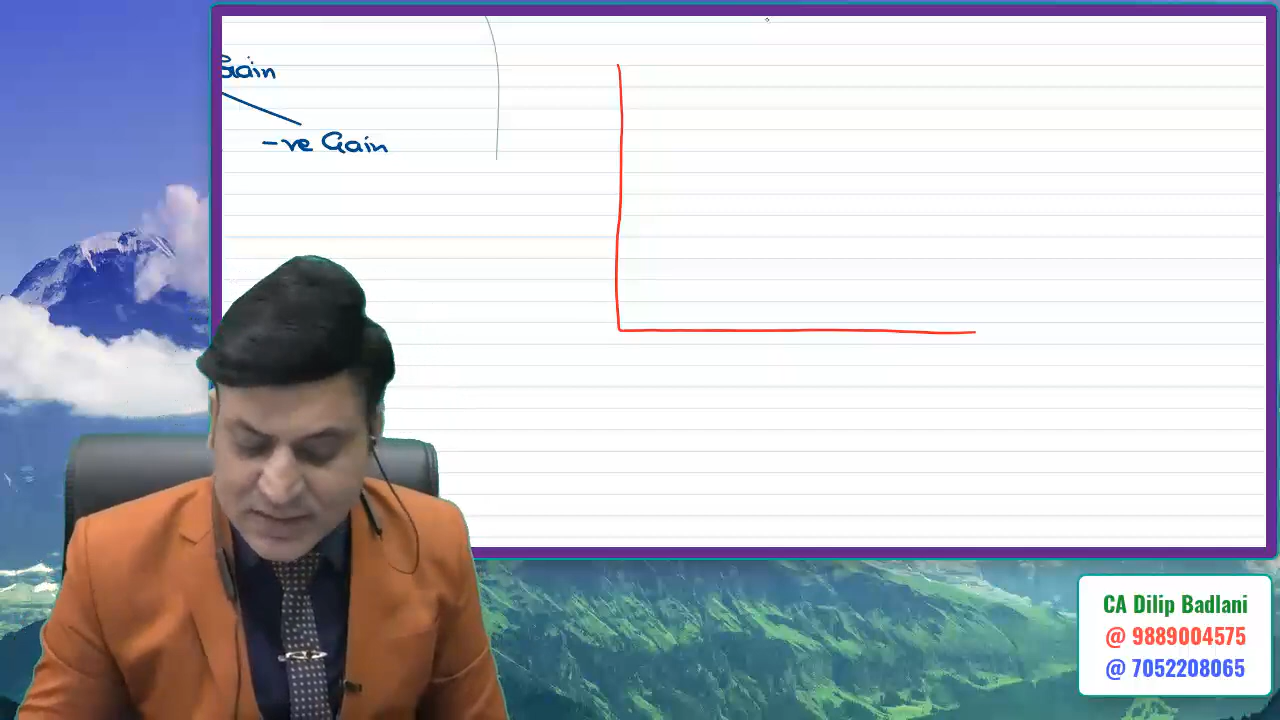 Gain
-ve Gain
CA Dilip Badlani
@ 9889004575
@ 7052208065